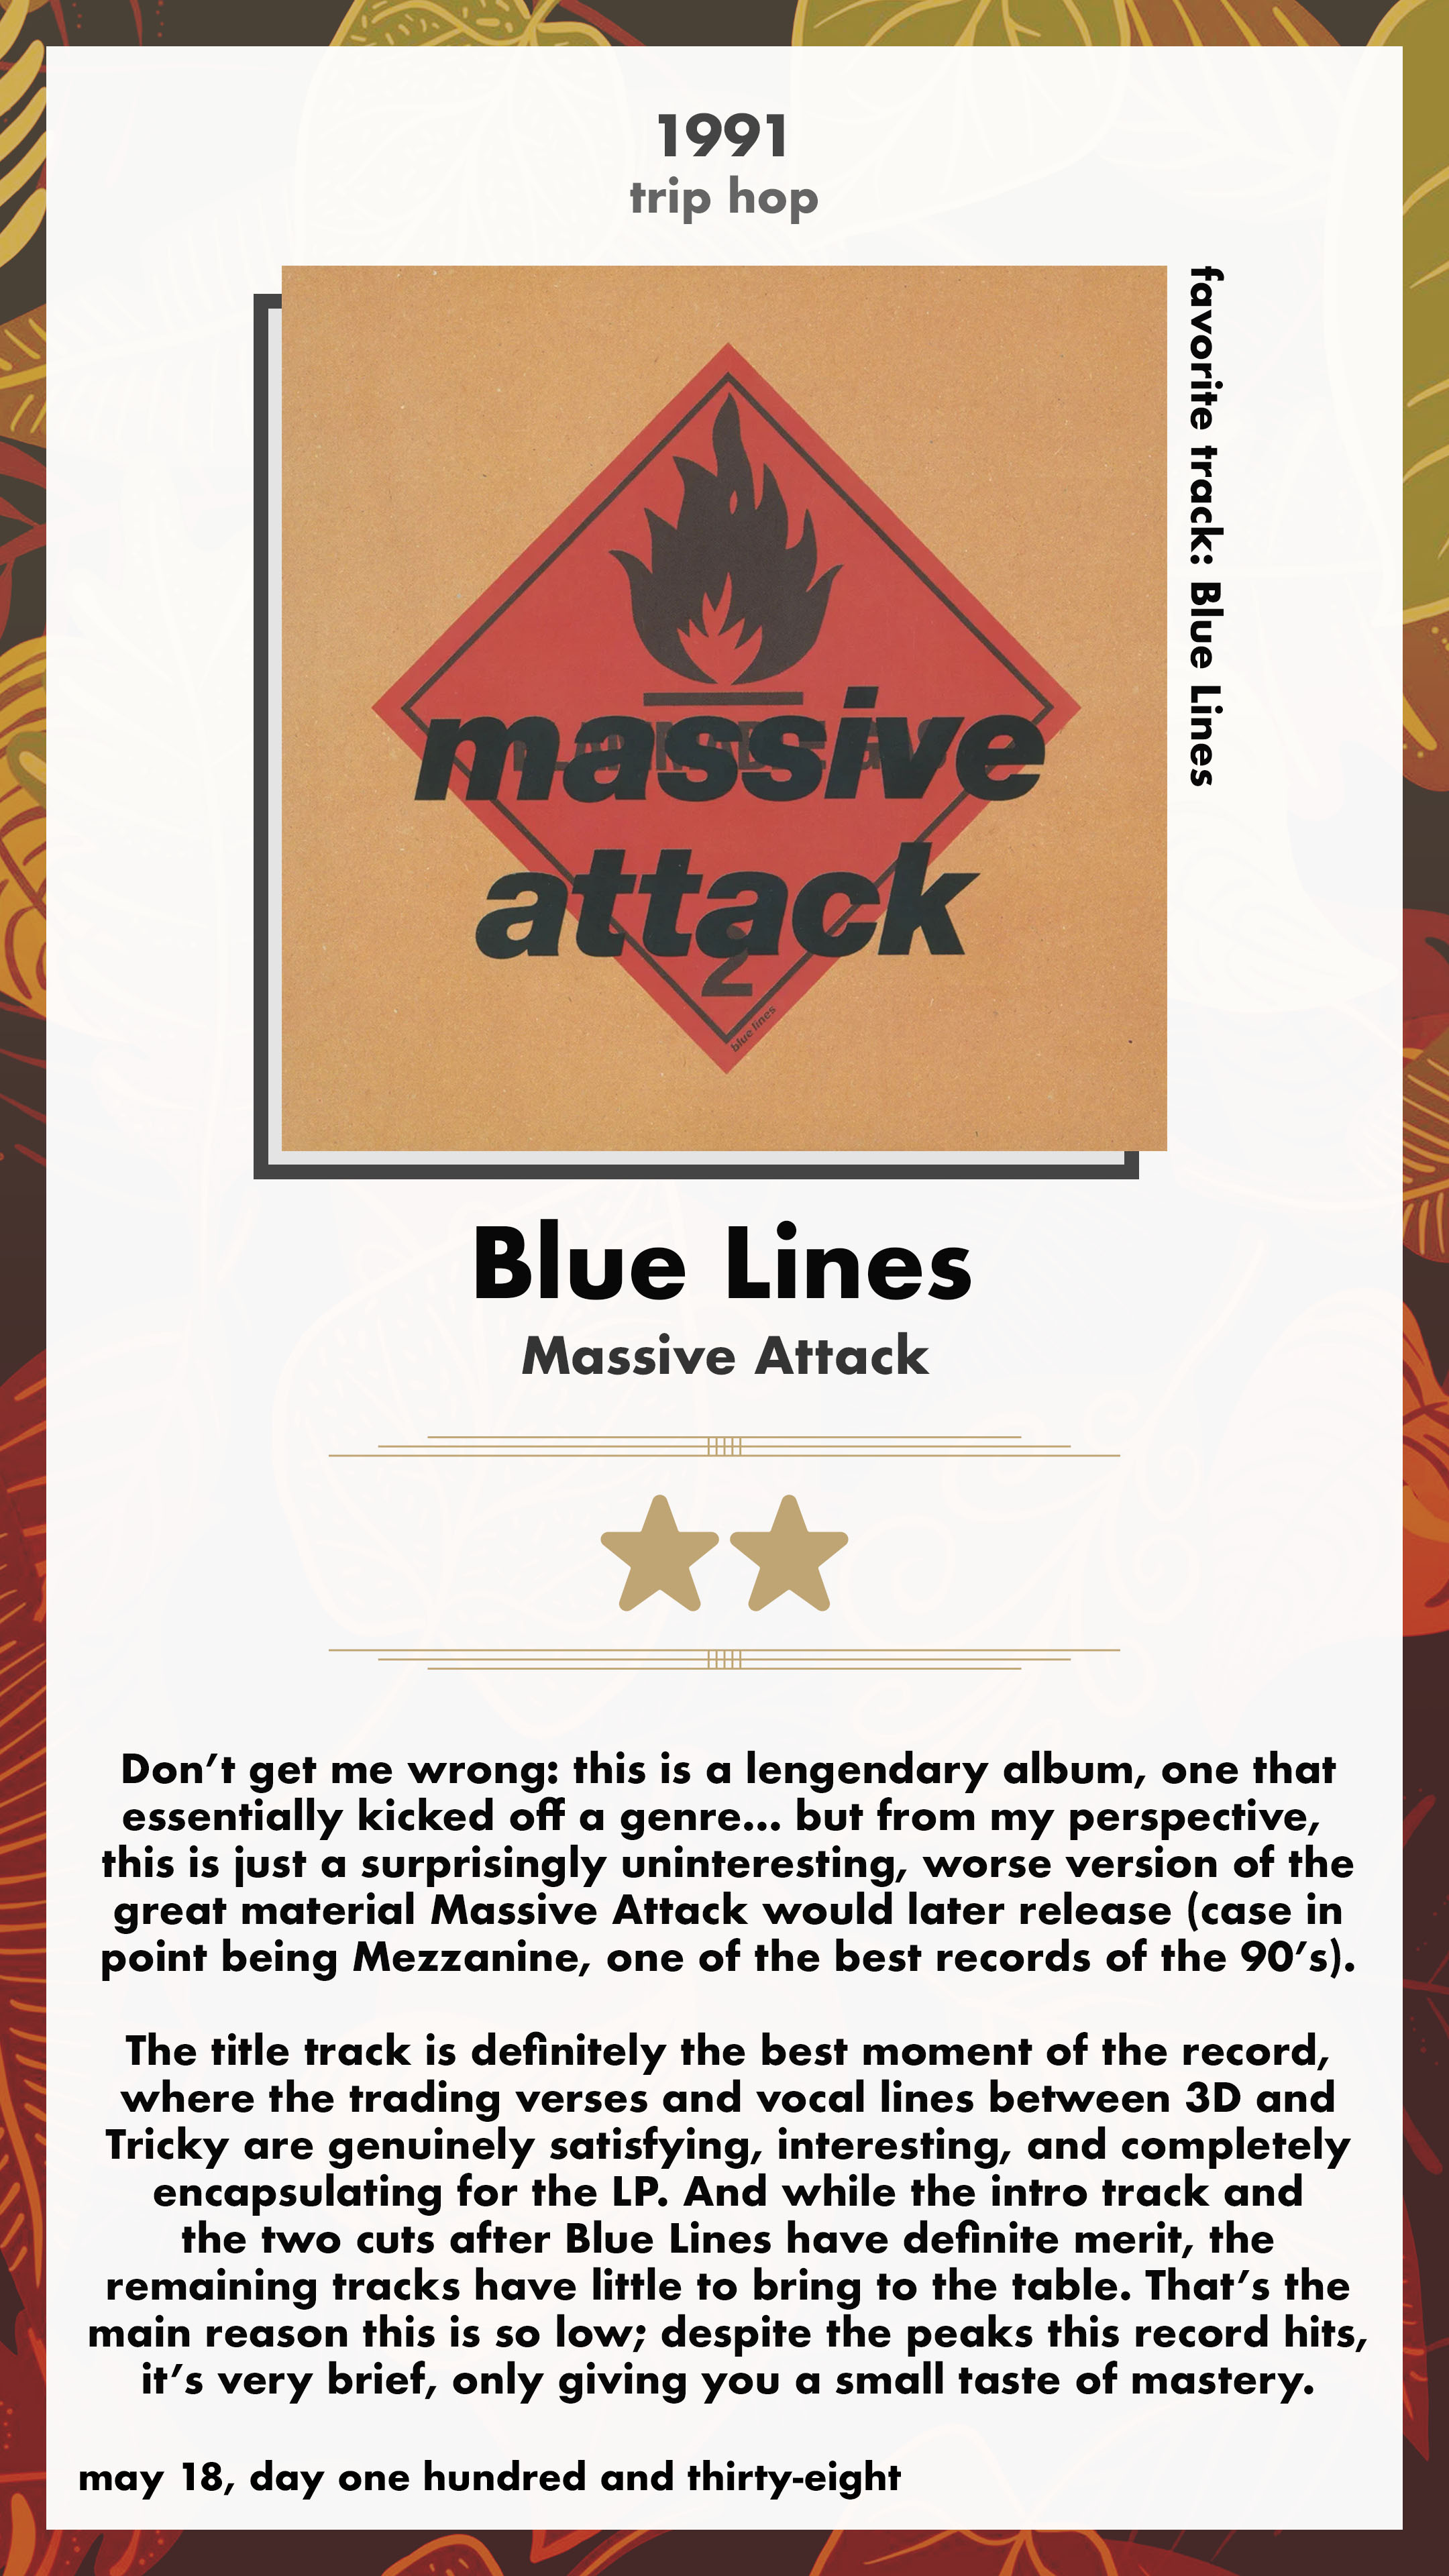 1991
trip hop
favorite track: Blue Lines
massive
attack
2
blue lines
Blue Lines
Massive Attack
Don’t get me wrong: this is a lengendary album, one that
essentially kicked off a genre... but from my perspective,
this is just a surprisingly uninteresting, worse version of the
great material Massive Attack would later release (case in
point being Mezzanine, one of the best records of the 90’s).
The title track is definitely the best moment of the record,
where the trading verses and vocal lines between 3D and
Tricky are genuinely satisfying, interesting, and completely
encapsulating for the LP. And while the intro track and
the two cuts after Blue Lines have definite merit, the
remaining tracks have little to bring to the table. That’s the
main reason this is so low; despite the peaks this record hits,
it’s very brief, only giving you a small taste of mastery.
may 18, day one hundred and thirty-eight